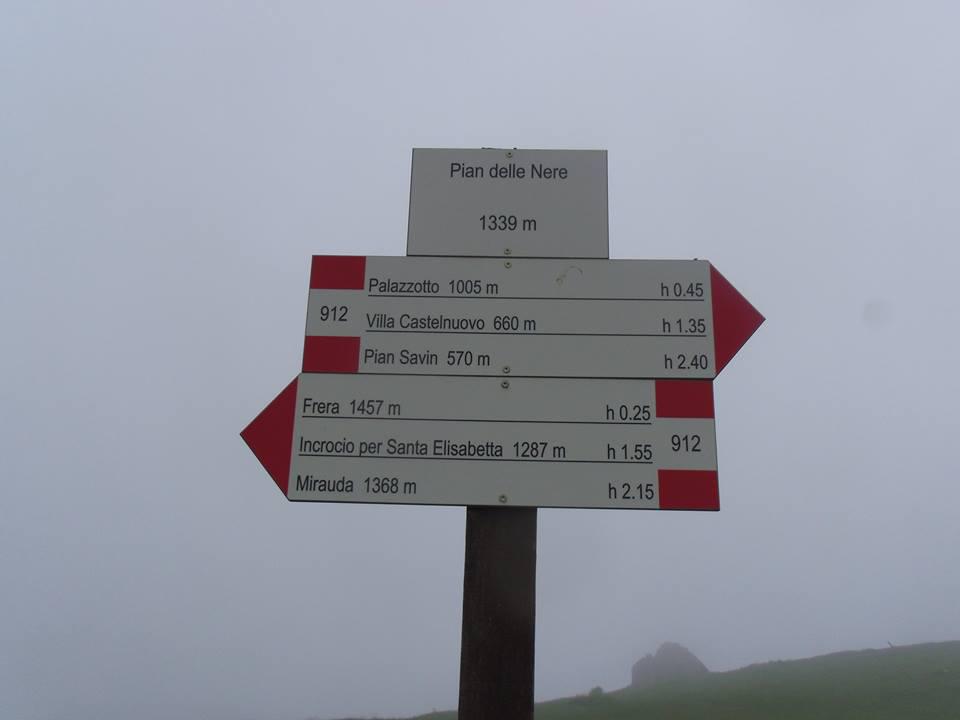 Pian delle Nere
1339 m
Palazzotto 1005 m h 0.45
912
Villa Castelnuovo 660 m h 1.35
Pian Savin 570 m h 2.40
Frera 1457 m h 0.25
Incrocio per Santa Elisabetta 1287 m h 1.55
912
Mirauda 1368 m h 2.15